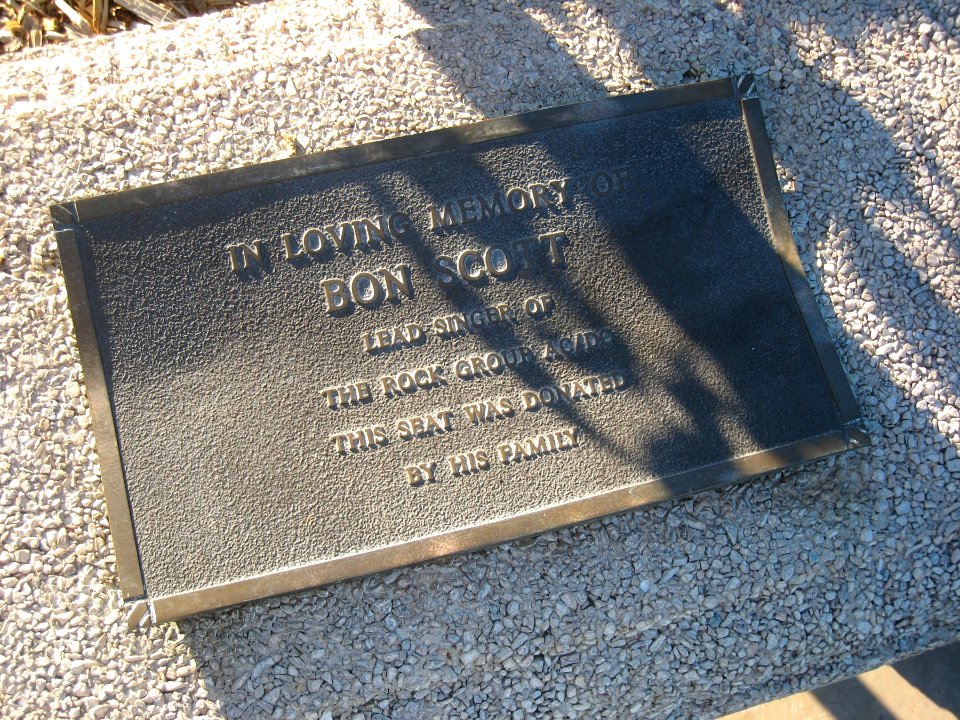 IN LOVING MEMORY OF
BON SCOTT
LEAD SINGER OF
THE ROCK GROUP AC/DC
THIS SEAT WAS DONATED
BY HIS FAMILY